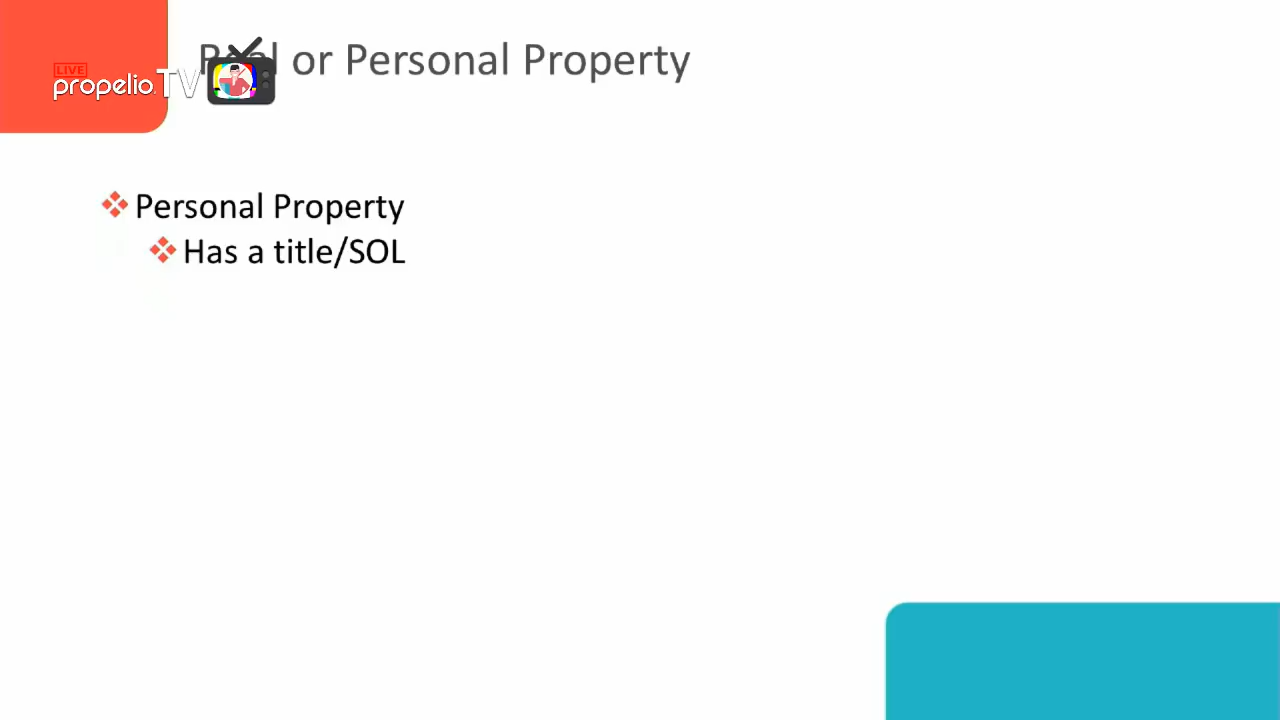 Real or Personal Property
LIVE
propelio.TV
Personal Property
Has a title/SOL